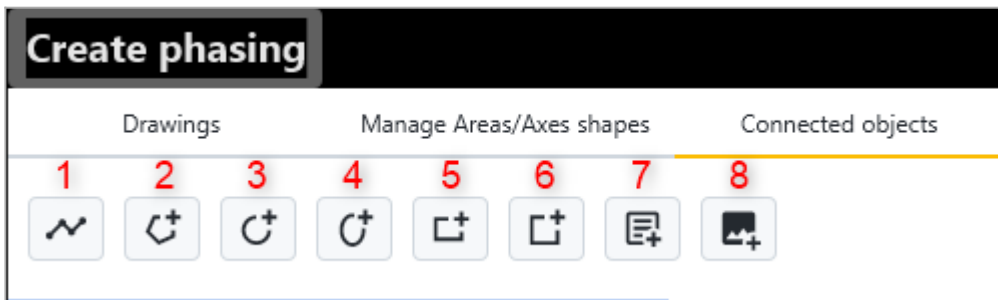 Create phasing
Drawings Manage Areas/Axes shapes Connected objects
1 2 3 4 5 6 7 8